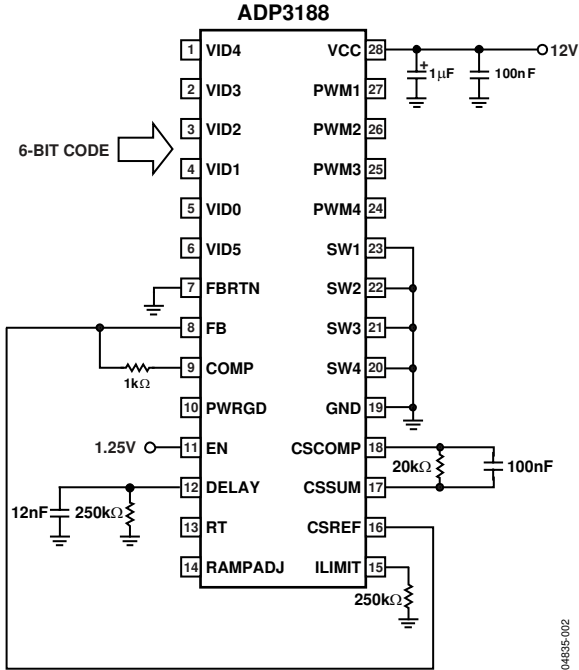 ADP3188
1 VID4 VCC 28 12V
+ 1µF 100nF
2 VID3 PWM1 27
3 VID2 PWM2 26
6-BIT CODE
4 VID1 PWM3 25
5 VID0 PWM4 24
6 VID5 SW1 23
7 FBRTN SW2 22
8 FB SW3 21
9 COMP SW4 20
1kΩ
10 PWRGD GND 19
1.25V 11 EN CSCOMP 18
20kΩ 100nF
12 DELAY CSSUM 17
12nF 250kΩ
13 RT CSREF 16
14 RAMPADJ ILIMIT 15
250kΩ
04835-002